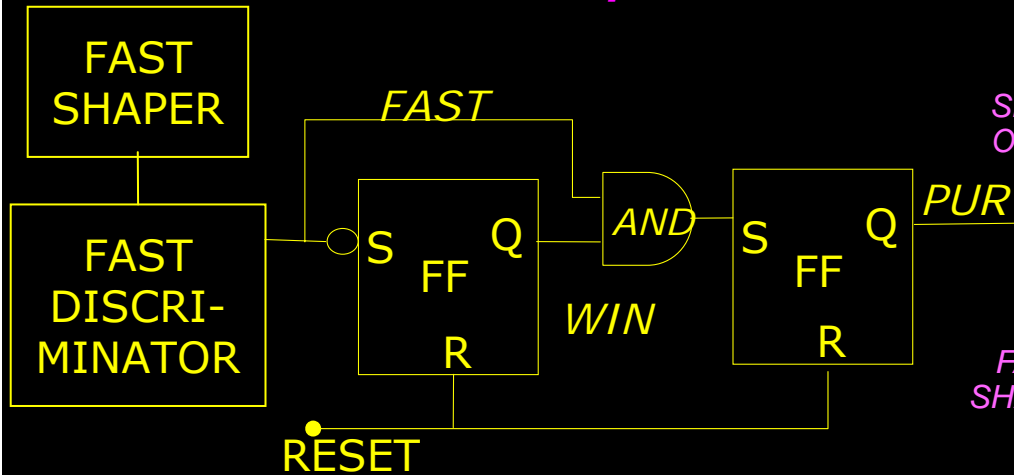 FAST
SHAPER
FAST
DISCRI-
MINATOR
FAST
S
Q
FF
R
WIN
RESET
AND
S
Q
FF
R
PUR